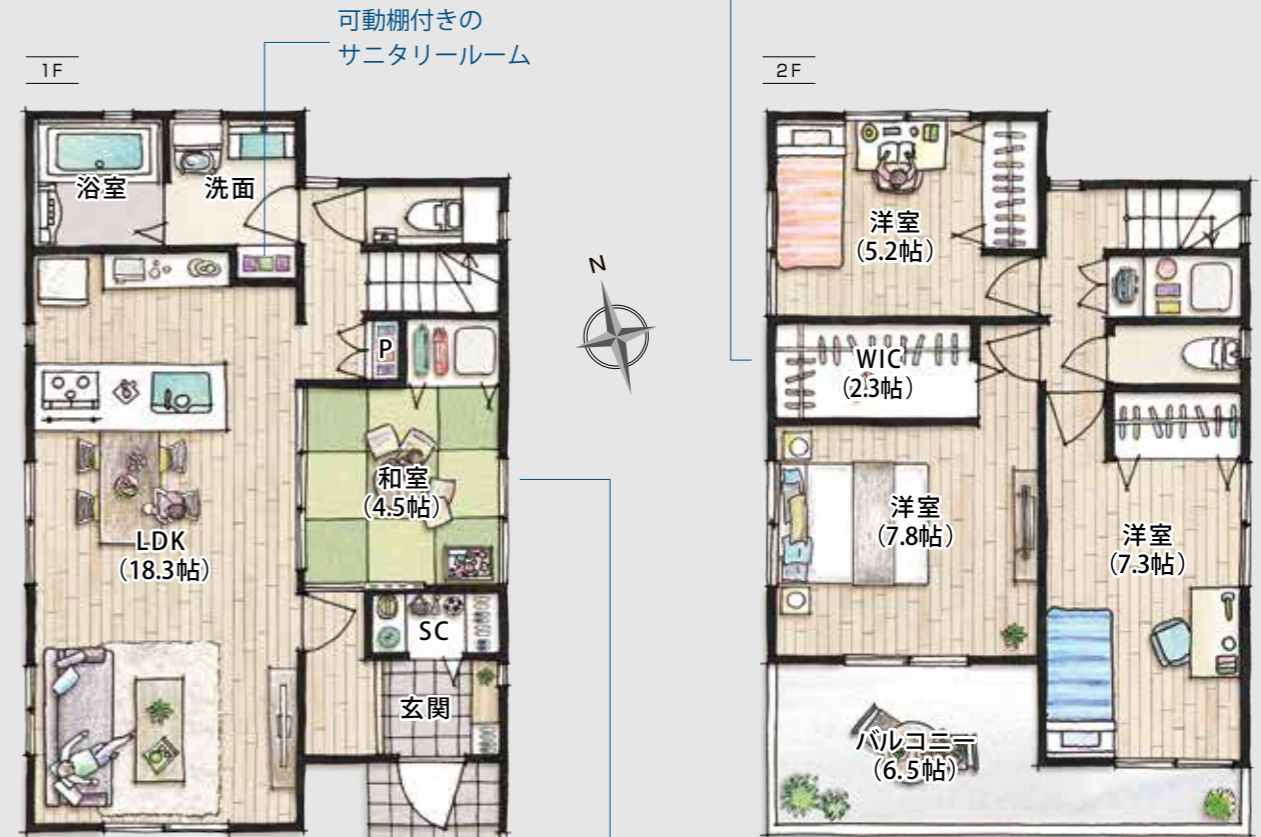 可動棚付きの
サニタリールーム
1F
浴室
洗面
P
和室
(4.5帖)
LDK
(18.3帖)
SC
玄関
N
2F
洋室
(5.2帖)
WIC
(2.3帖)
洋室
(7.8帖)
洋室
(7.3帖)
バルコニー
(6.5帖)